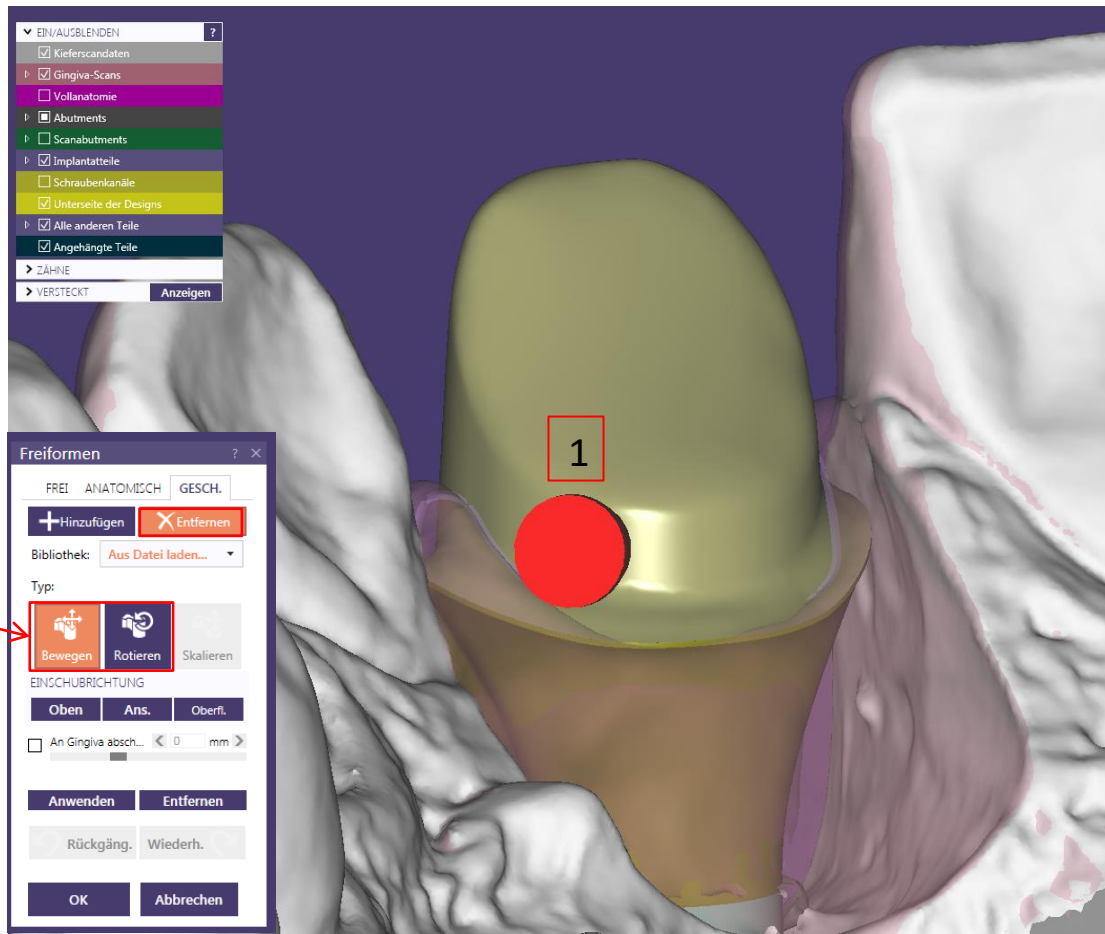 EIN/AUSBLENDEN ?
Kieferscandaten
Gingiva-Scans
Vollanatomie
Abutments
Scanabutments
Implantatteile
Schraubenkanäle
Unterseite der Designs
Alle anderen Teile
Angehängte Teile
ZÄHNE
VERSTECKT Anzeigen
1
Freiformen ? ×
FREI ANATOMISCH GESCH.
Hinzufügen Entfernen
Bibliothek: Aus Datei laden...
Typ:
Bewegen Rotieren Skalieren
EINSCHUBRICHTUNG
Oben Ans. Oberfl.
An Gingiva absch... 0 mm
Anwenden Entfernen
Rückgäng. Wiederh.
OK Abbrechen